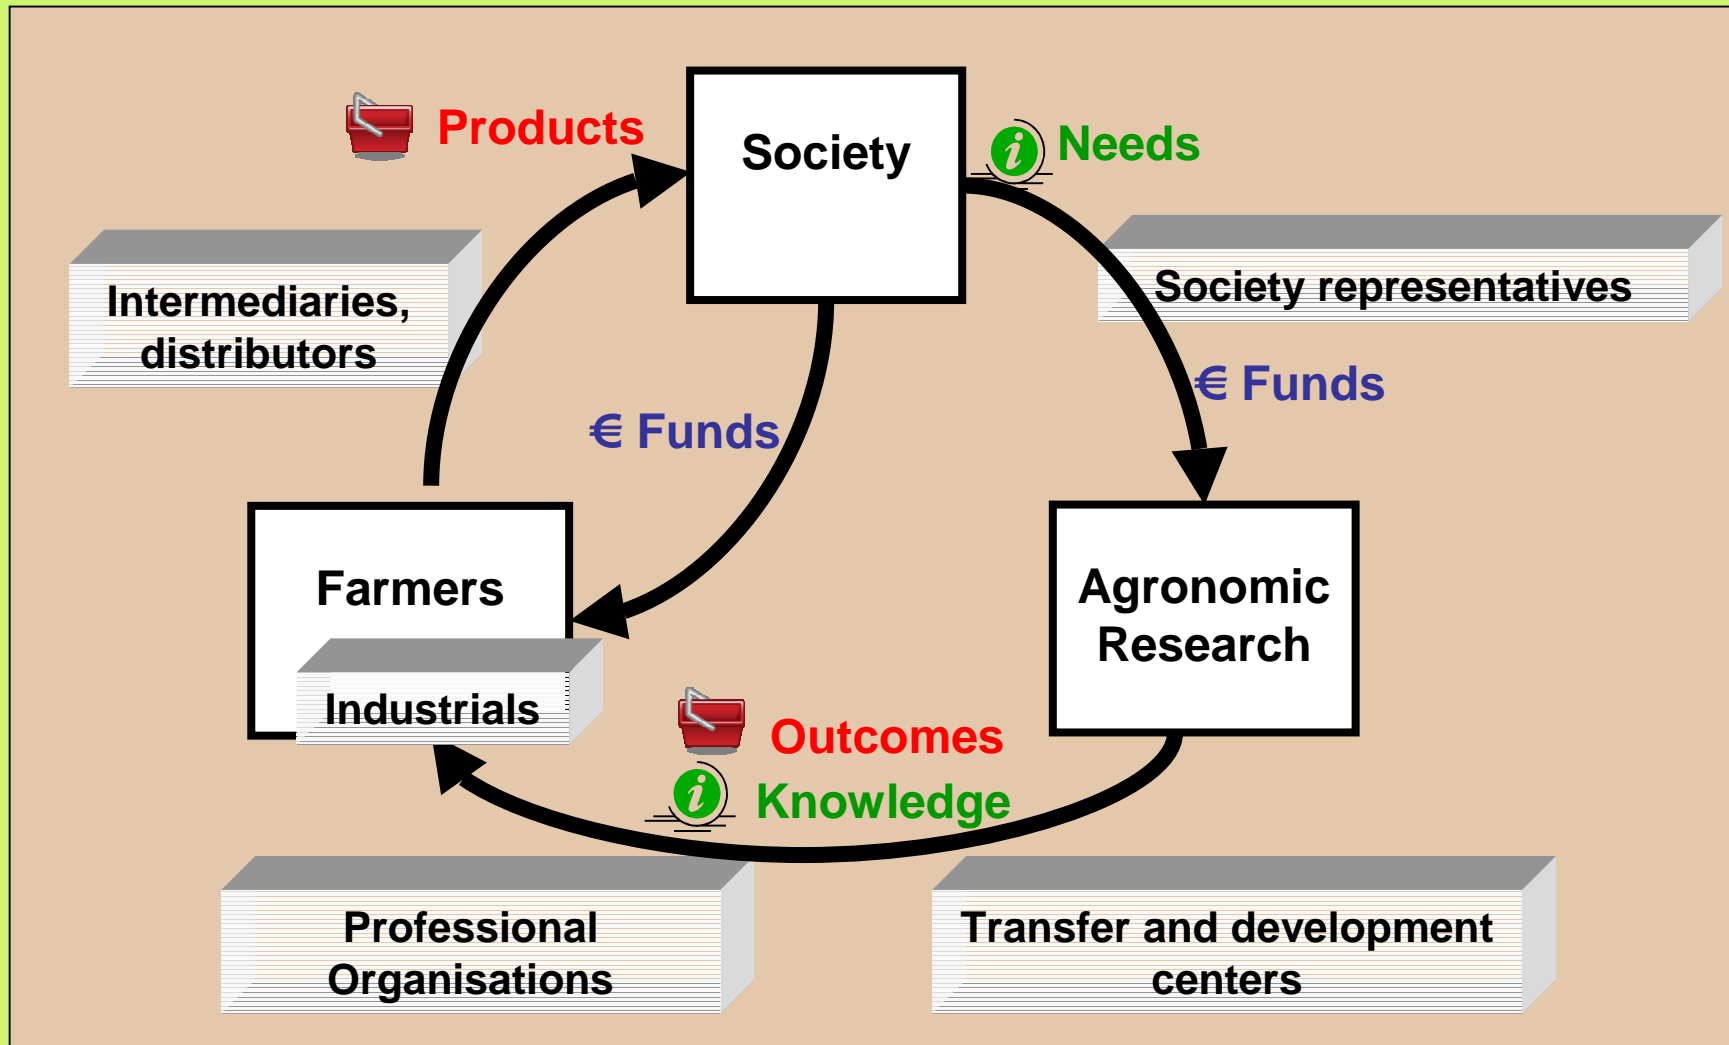 Products
Society
Needs
Intermediaries,
distributors
Society representatives
€ Funds
€ Funds
Farmers
Industrials
Agronomic
Research
Outcomes
Knowledge
Professional
Organisations
Transfer and development
centers